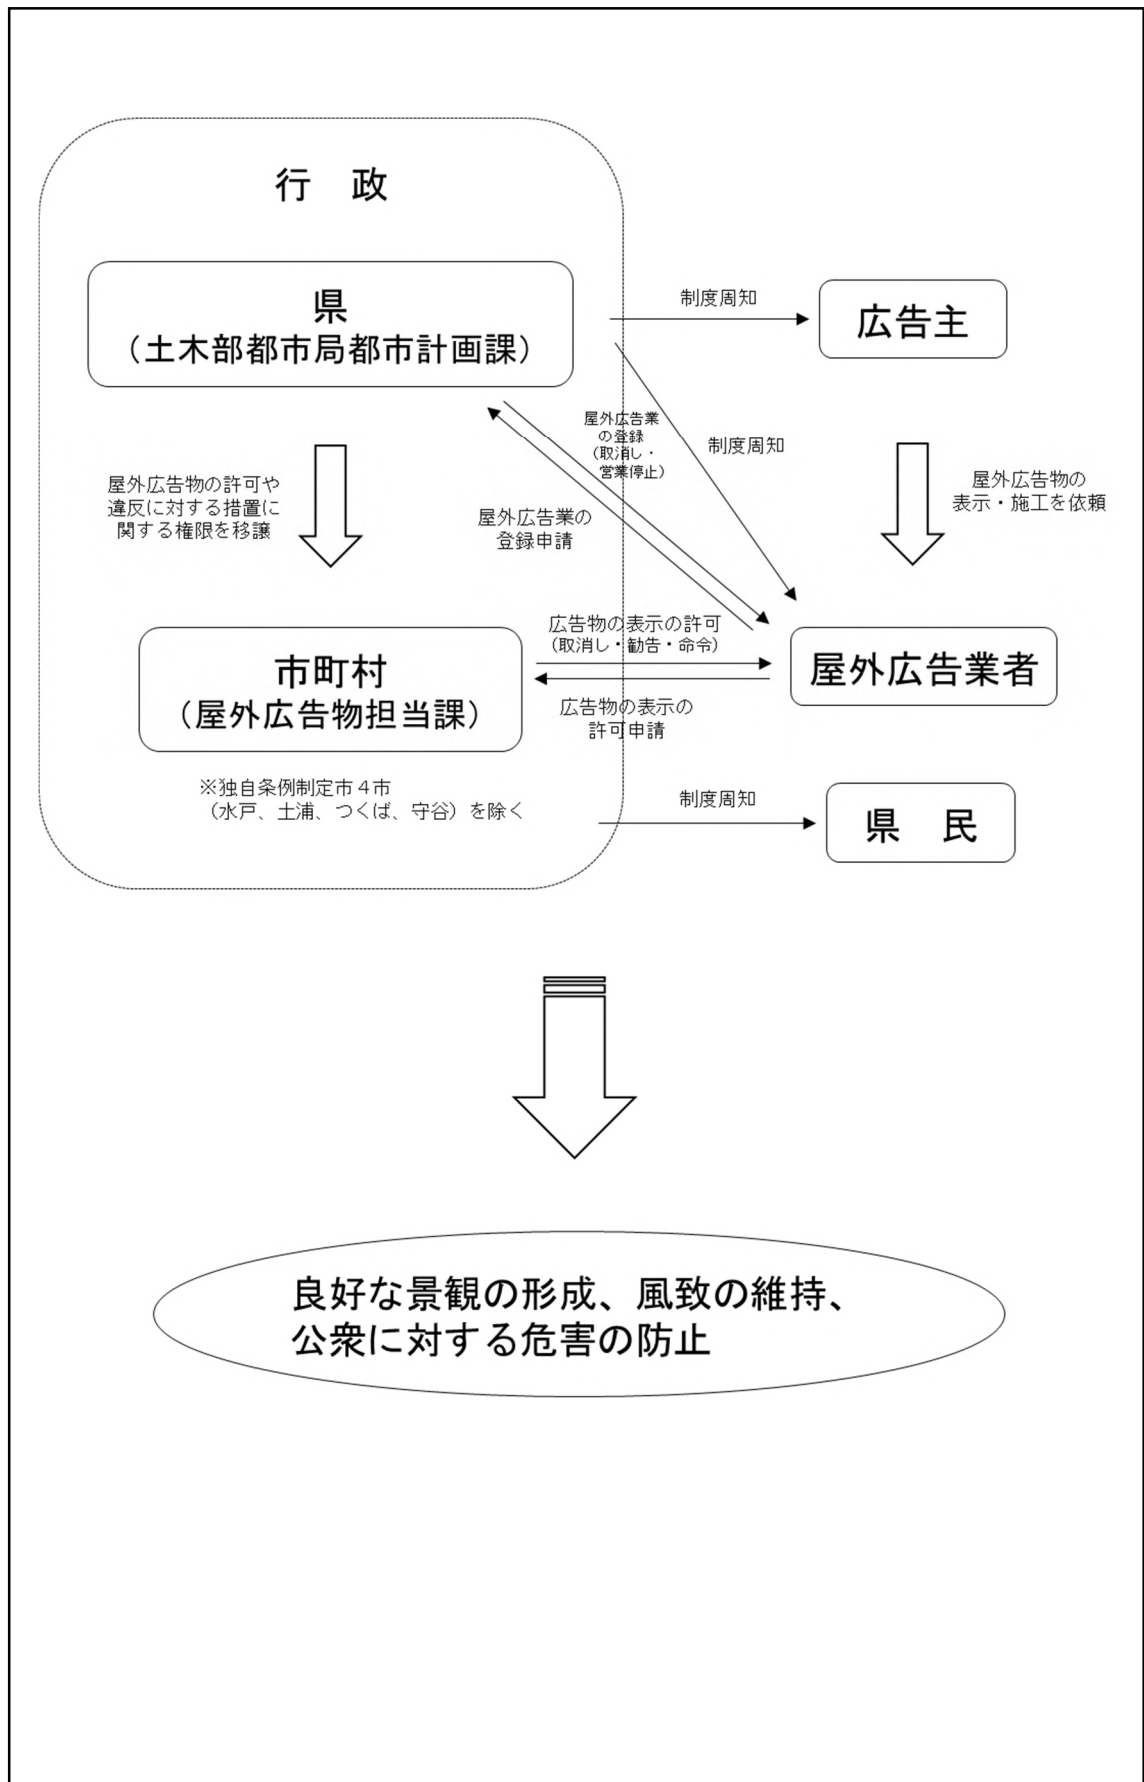 行　政
県
（土木部都市局都市計画課）
制度周知
広告主
屋外広告業
の登録
（取消し・
営業停止）
制度周知
屋外広告物の許可や
違反に対する措置に
関する権限を移譲
屋外広告業の
登録申請
屋外広告物の
表示・施工を依頼
市町村
（屋外広告物担当課）
広告物の表示の許可
（取消し・勧告・命令）
広告物の表示の
許可申請
屋外広告業者
※独自条例制定市４市
（水戸、土浦、つくば、守谷）を除く
制度周知
県　民
良好な景観の形成、風致の維持、
公衆に対する危害の防止